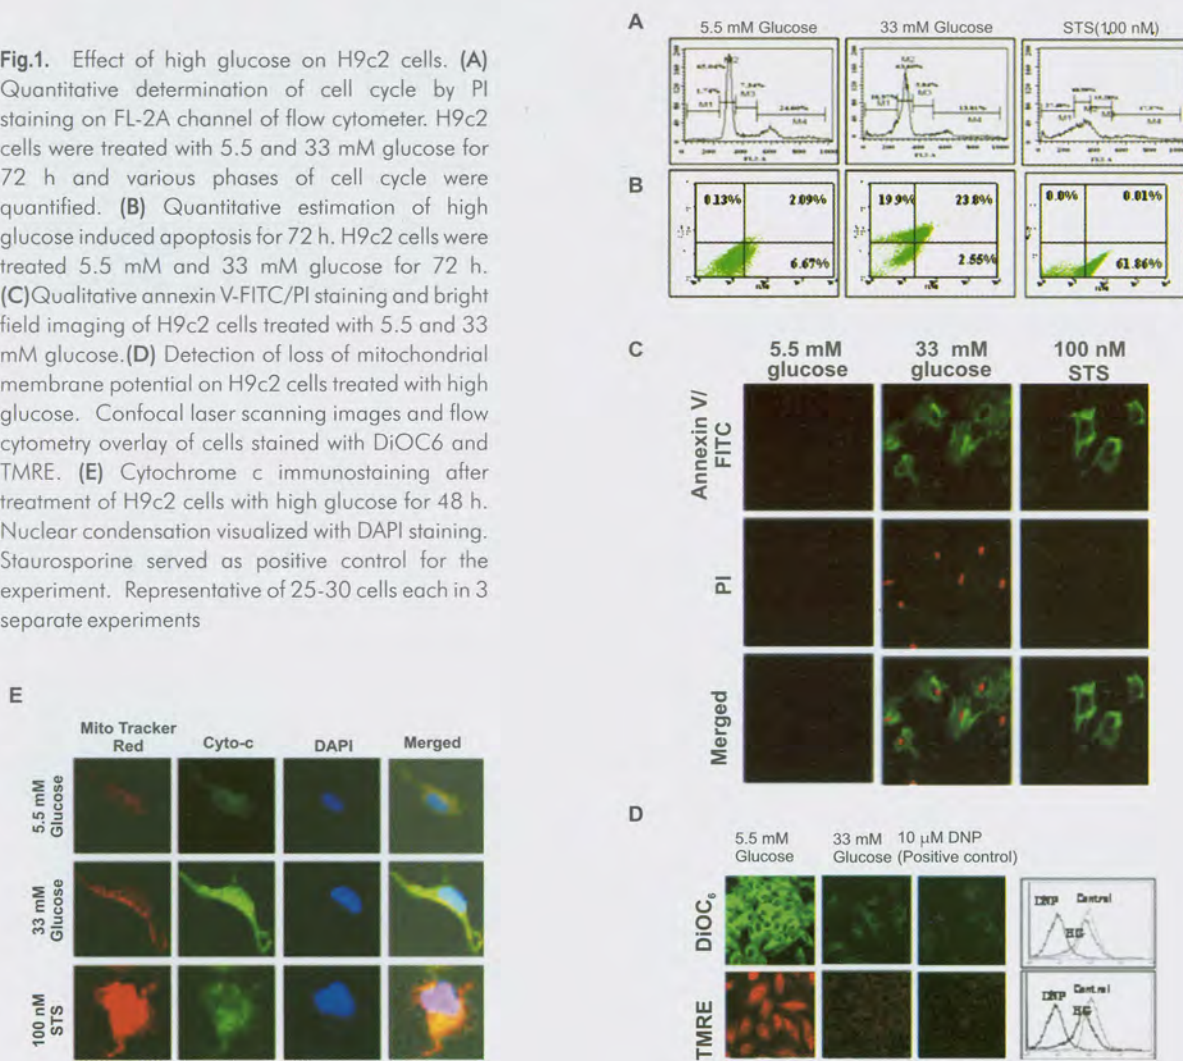 Fig.1. Effect of high glucose on H9c2 cells. (A)
Quantitative determination of cell cycle by PI
staining on FL-2A channel of flow cytometer. H9c2
cells were treated with 5.5 and 33 mM glucose for
72 h and various phases of cell cycle were
quantified. (B) Quantitative estimation of high
glucose induced apoptosis for 72 h. H9c2 cells were
treated 5.5 mM and 33 mM glucose for 72 h.
(C)Qualitative annexin V-FITC/PI staining and bright
field imaging of H9c2 cells treated with 5.5 and 33
mM glucose.(D) Detection of loss of mitochondrial
membrane potential on H9c2 cells treated with high
glucose. Confocal laser scanning images and flow
cytometry overlay of cells stained with DiOC6 and
TMRE. (E) Cytochrome c immunostaining after
treatment of H9c2 cells with high glucose for 48 h.
Nuclear condensation visualized with DAPI staining.
Staurosporine served as positive control for the
experiment. Representative of 25-30 cells each in 3
separate experiments
A
5.5 mM Glucose
33 mM Glucose
STS(100 nM)
M2
M3
M4
B
0.13% 2.09%
6.67%
19.9% 23.8%
2.55%
0.0% 0.01%
61.86%
C
5.5 mM
glucose
33 mM
glucose
100 nM
STS
Annexin V/
FITC
PI
Merged
D
5.5 mM
Glucose
33 mM
Glucose
10 µM DNP
(Positive control)
DiOC6
DNP Control
HG
TMRE
DNP Control
HG
E
Mito Tracker
Red
Cyto-c
DAPI
Merged
5.5 mM
Glucose
33 mM
Glucose
100 nM
STS